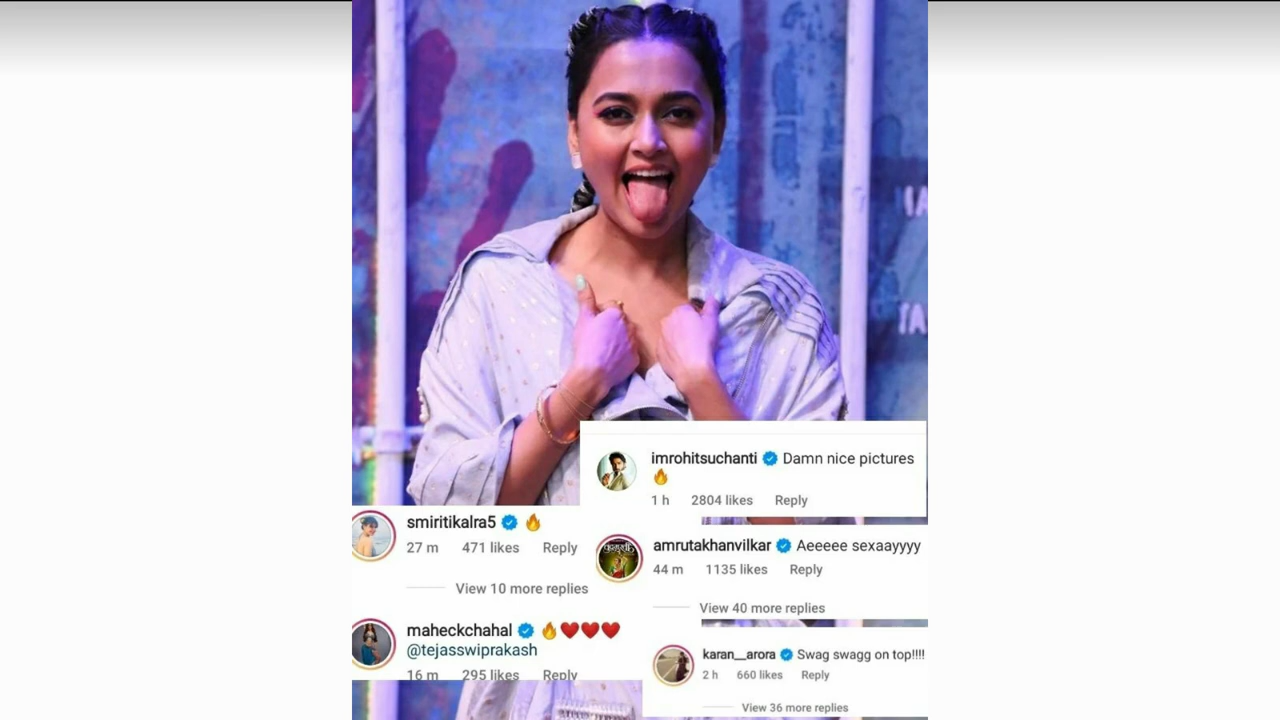 imrohitsuchanti Damn nice pictures
🔥
1 h 2804 likes Reply
smiritikalra5 🔥
27 m 471 likes Reply
View 10 more replies
amrutakhanvilkar Aeeeee sexaayyyy
44 m 1135 likes Reply
View 40 more replies
maheckchahal 🔥❤️❤️❤️
@tejasswiprakash
16 m 295 likes Reply
karan__arora Swag swagg on top!!!!
2 h 660 likes Reply
View 36 more replies